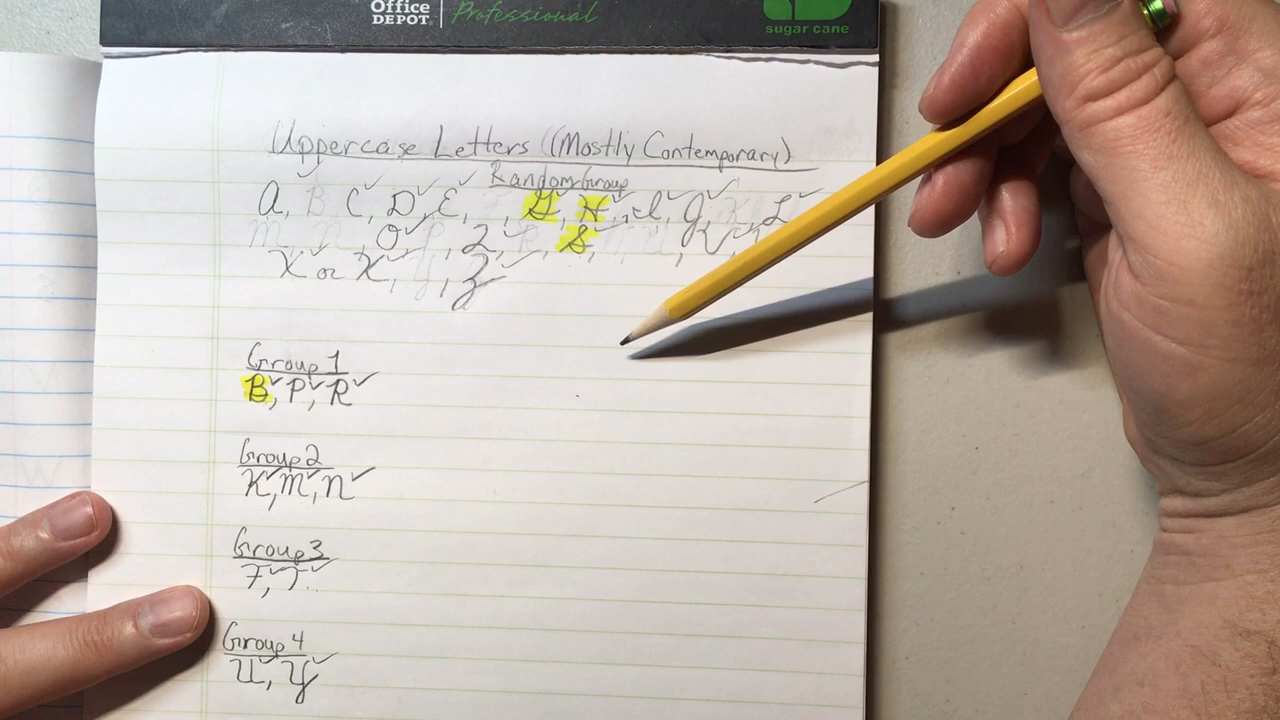 Office DEPOT | Professional
sugar cane
Uppercase Letters (Mostly Contemporary)
Random Group
A, B C, D, E, , G, H, I, J, K, L
M, N, O, P, Q, R, S, , U, V,
X or X, Y, Z
Group 1
B, P, R
Group 2
K, M, N
Group 3
F, T
Group 4
U, Y